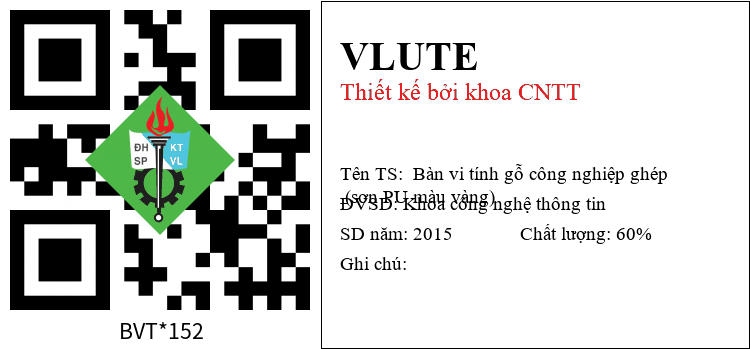 ĐH KT
SP VL
BVT*152
VLUTE
Thiết kế bởi khoa CNTT
Tên TS: Bàn vi tính gỗ công nghiệp ghép
(sơn PU màu vàng)
ĐVSD: Khoa công nghệ thông tin
SD năm: 2015 Chất lượng: 60%
Ghi chú: